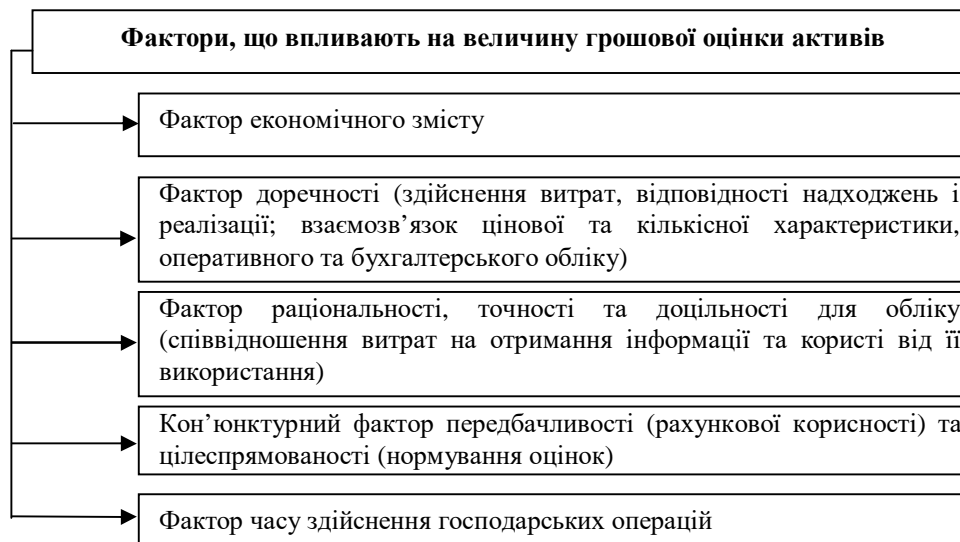 Фактори, що впливають на величину грошової оцінки активів
Фактор економічного змісту
Фактор доречності (здійснення витрат, відповідності надходжень і
реалізації; взаємозв’язок цінової та кількісної характеристики,
оперативного та бухгалтерського обліку)
Фактор раціональності, точності та доцільності для обліку
(співвідношення витрат на отримання інформації та користі від її
використання)
Кон’юнктурний фактор передбачливості (рахункової корисності) та
цілеспрямованості (нормування оцінок)
Фактор часу здійснення господарських операцій